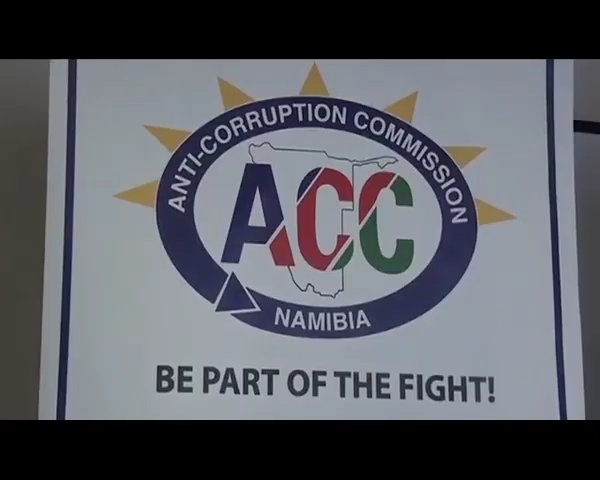 ANTI-CORRUPTION COMMISSION
ACC
NAMIBIA
BE PART OF THE FIGHT!